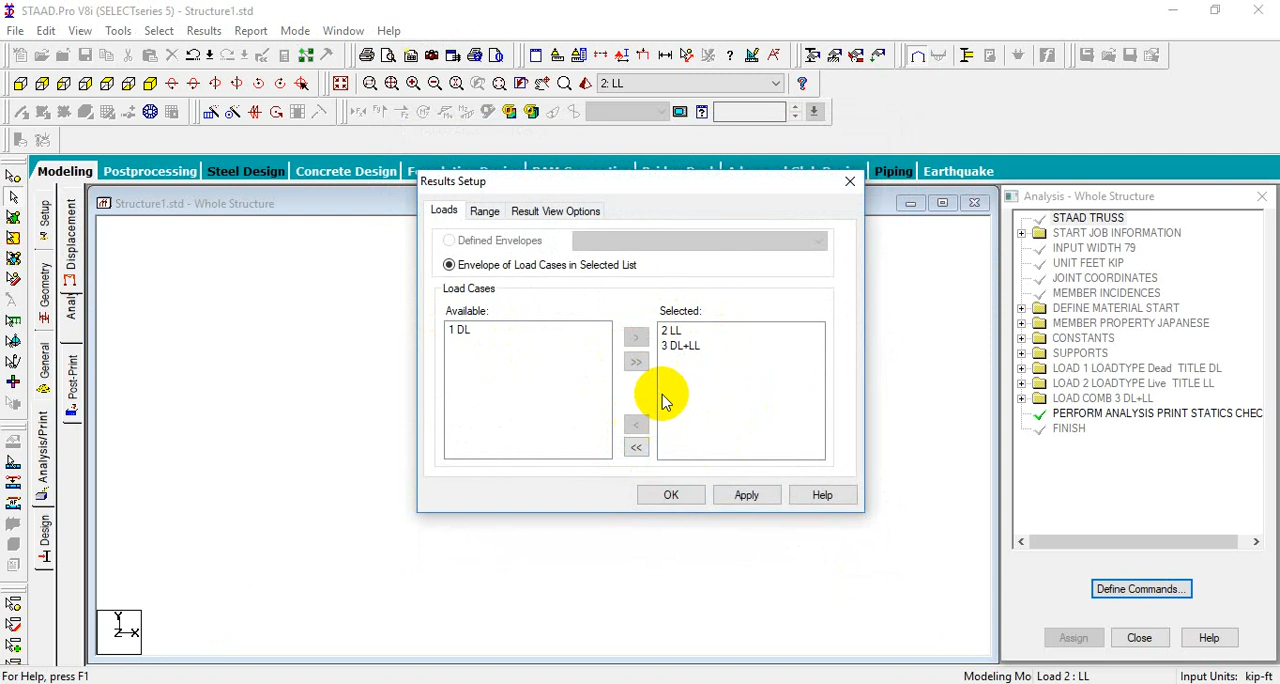 STAAD.Pro V8i (SELECTseries 5) - Structure1.std
File Edit View Tools Select Results Report Mode Window Help
2: LL
Modeling Postprocessing Steel Design Concrete Design Piping Earthquake
Setup
Geometry
General
Analysis/Print
Design
Displacement
Anal
Post-Print
Structure1.std - Whole Structure
Results Setup
Loads Range Result View Options
Defined Envelopes
Envelope of Load Cases in Selected List
Load Cases
Available: Selected:
1 DL
2 LL
3 DL+LL
>
>>
<
<<
OK Apply Help
Analysis - Whole Structure
STAAD TRUSS
START JOB INFORMATION
INPUT WIDTH 79
UNIT FEET KIP
JOINT COORDINATES
MEMBER INCIDENCES
DEFINE MATERIAL START
MEMBER PROPERTY JAPANESE
CONSTANTS
SUPPORTS
LOAD 1 LOADTYPE Dead TITLE DL
LOAD 2 LOADTYPE Live TITLE LL
LOAD COMB 3 DL+LL
PERFORM ANALYSIS PRINT STATICS CHEC
FINISH
Define Commands...
Assign Close Help
Y
Z X
For Help, press F1 Modeling Mo Load 2 : LL Input Units: kip-ft